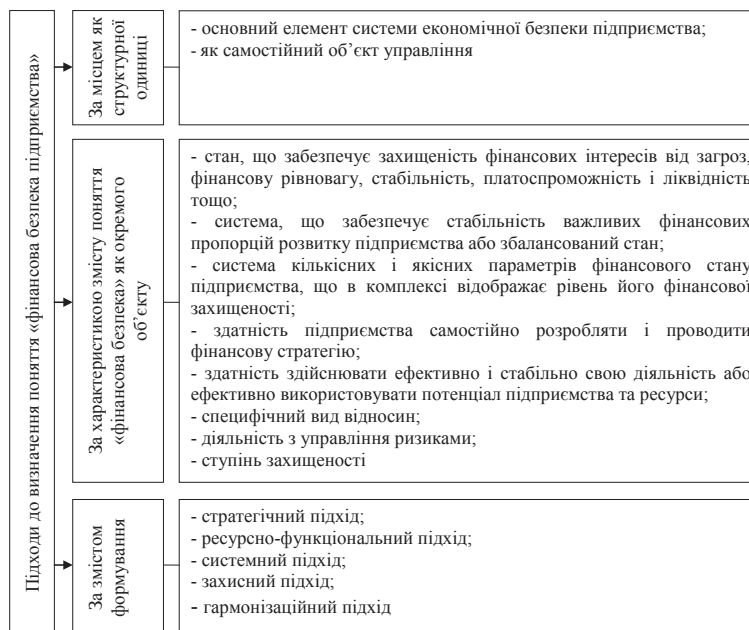 Підходи до визначення поняття «фінансова безпека підприємства»
За місцем як
структурної
одиниці
- основний елемент системи економічної безпеки підприємства;
- як самостійний об’єкт управління
За характеристикою змісту поняття
«фінансова безпека» як окремого
об’єкту
- стан, що забезпечує захищеність фінансових інтересів від загроз,
фінансову рівновагу, стабільність, платоспроможність і ліквідність
тощо;
- система, що забезпечує стабільність важливих фінансових
пропорцій розвитку підприємства або збалансований стан;
- система кількісних і якісних параметрів фінансового стану
підприємства, що в комплексі відображає рівень його фінансової
захищеності;
- здатність підприємства самостійно розробляти і проводити
фінансову стратегію;
- здатність здійснювати ефективно і стабільно свою діяльність або
ефективно використовувати потенціал підприємства та ресурси;
- специфічний вид відносин;
- діяльність з управління ризиками;
- ступінь захищеності
За змістом
формування
- стратегічний підхід;
- ресурсно-функціональний підхід;
- системний підхід;
- захисний підхід;
- гармонізаційний підхід